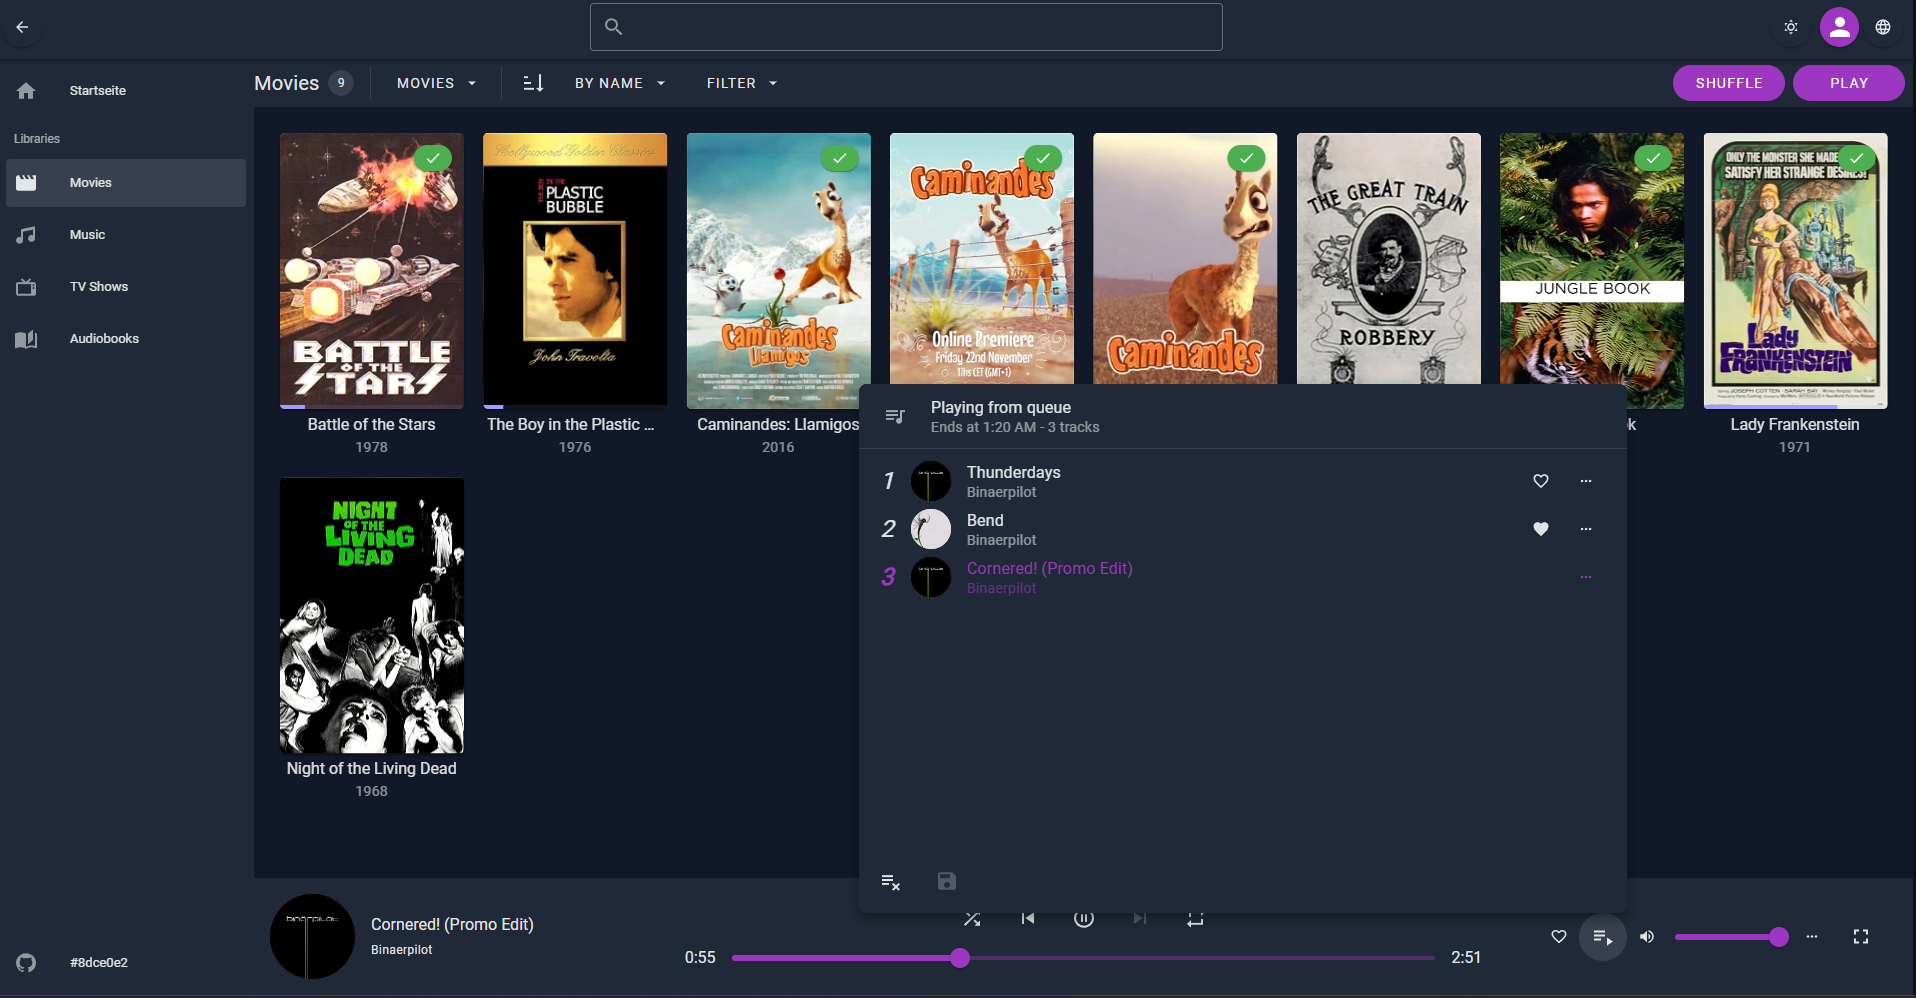 Startseite
Libraries
Movies
Music
TV Shows
Audiobooks
#8dce0e2
Movies 9
MOVIES
BY NAME
FILTER
SHUFFLE
PLAY
BATTLE
OF THE
STARS
Battle of the Stars
1978
Hollywood Golden Classics
THE BOY IN THE
PLASTIC
BUBBLE
John Travolta
The Boy in the Plastic ...
1976
Caminandes
Llamigos
Caminandes: Llamigos
2016
Caminandes
Online Premiere
Friday 22nd November
17hs CET (GMT+1)
Caminandes
THE GREAT TRAIN
ROBBERY
JUNGLE BOOK
k
ONLY THE MONSTER SHE MADE
SATISFY HER STRANGE DESIRES!
Lady
FRANKENSTEIN
Lady Frankenstein
1971
NIGHT
OF THE
LIVING
DEAD
Night of the Living Dead
1968
Playing from queue
Ends at 1:20 AM - 3 tracks
1
Thunderdays
Binaerpilot
2
Bend
Binaerpilot
3
Cornered! (Promo Edit)
Binaerpilot
binärpilot
Cornered! (Promo Edit)
Binaerpilot
0:55
2:51